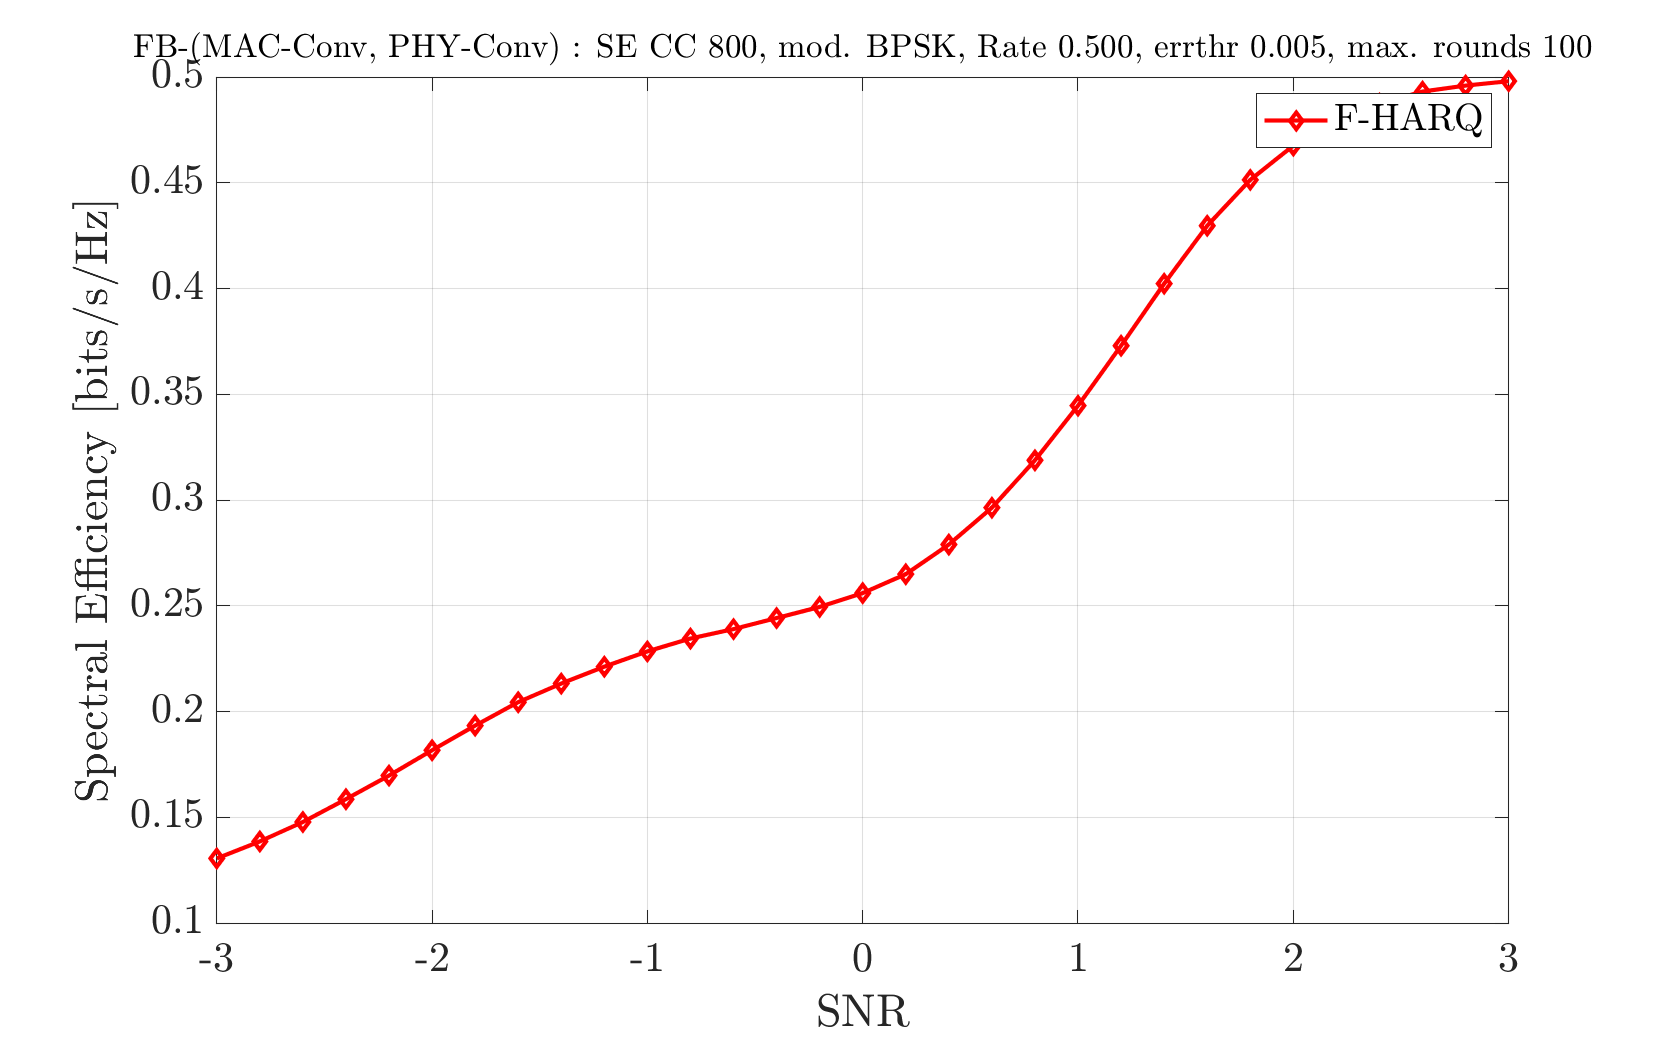 FB-(MAC-Conv, PHY-Conv) : SE CC 800, mod. BPSK, Rate 0.500, errthr 0.005, max. rounds 100
F-HARQ
Spectral Efficiency [bits/s/Hz]
0.5
0.45
0.4
0.35
0.3
0.25
0.2
0.15
0.1
-3 -2 -1 0 1 2 3
SNR